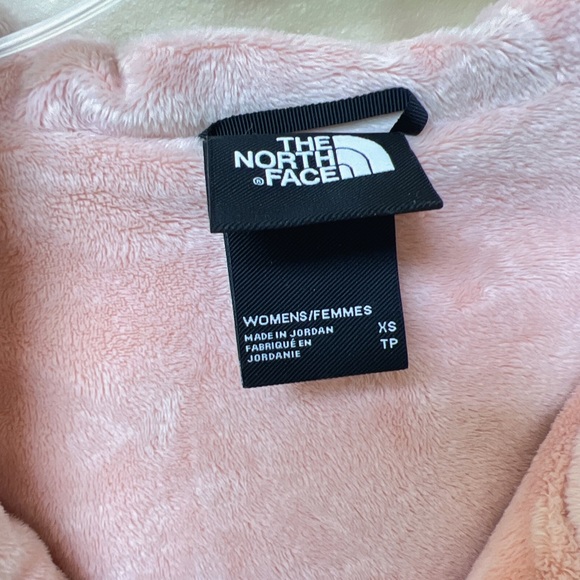 THE
NORTH
® FACE
WOMENS/FEMMES
MADE IN JORDAN XS
FABRIQUÉ EN TP
JORDANIE